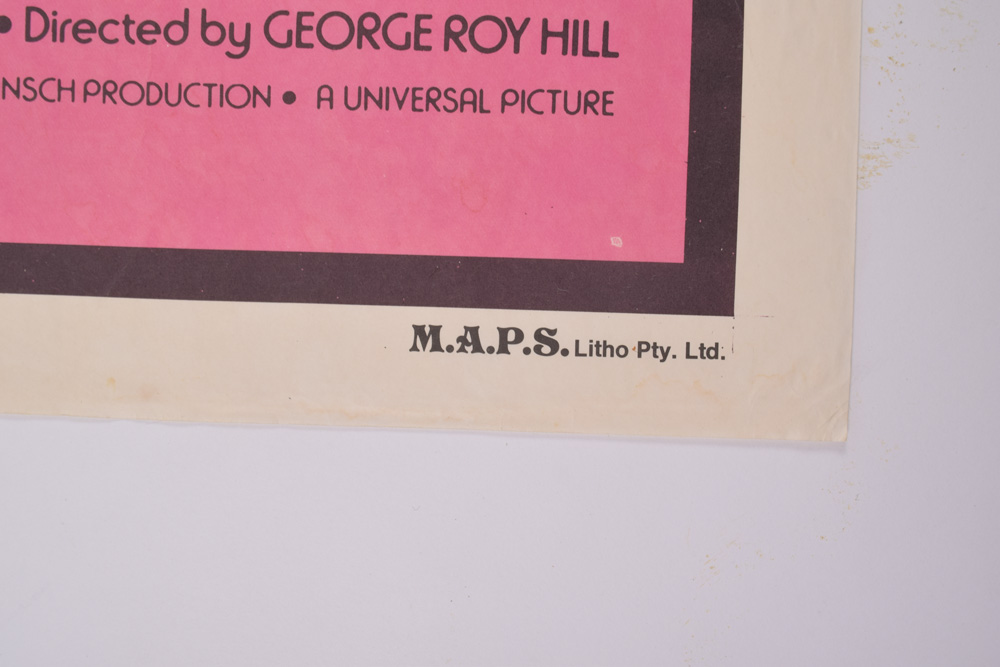 • Directed by GEORGE ROY HILL
NSCH PRODUCTION • A UNIVERSAL PICTURE
M.A.P.S. Litho Pty. Ltd.